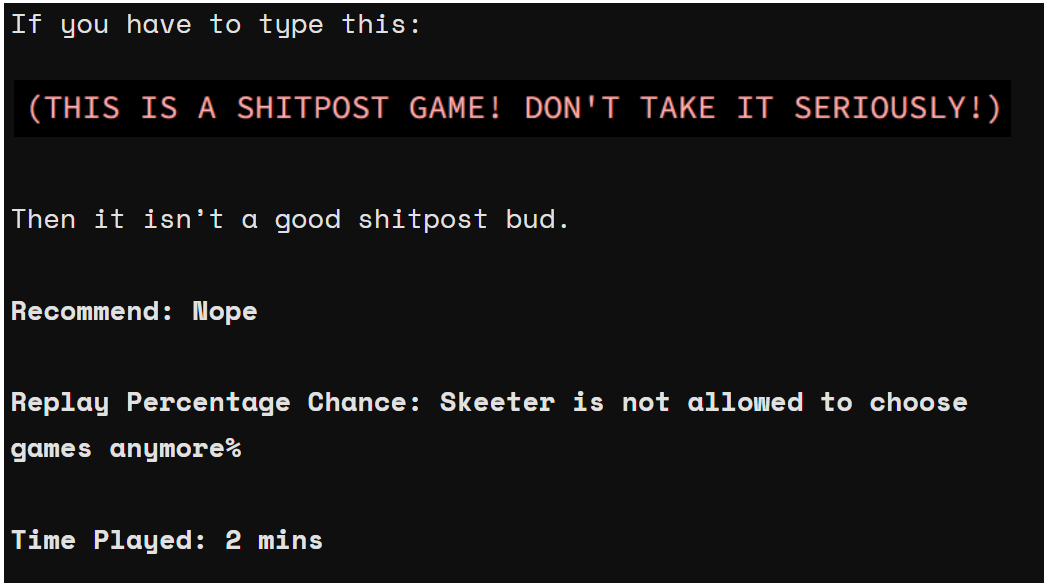 If you have to type this:
(THIS IS A SHITPOST GAME! DON'T TAKE IT SERIOUSLY!)
Then it isn’t a good shitpost bud.
Recommend: Nope
Replay Percentage Chance: Skeeter is not allowed to choose
games anymore%
Time Played: 2 mins